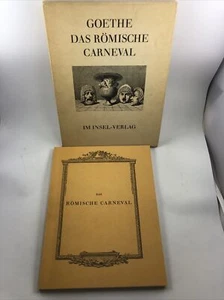 GOETHE
DAS RÖMISCHE
CARNEVAL
IM INSEL-VERLAG
DAS
RÖMISCHE CARNEVAL